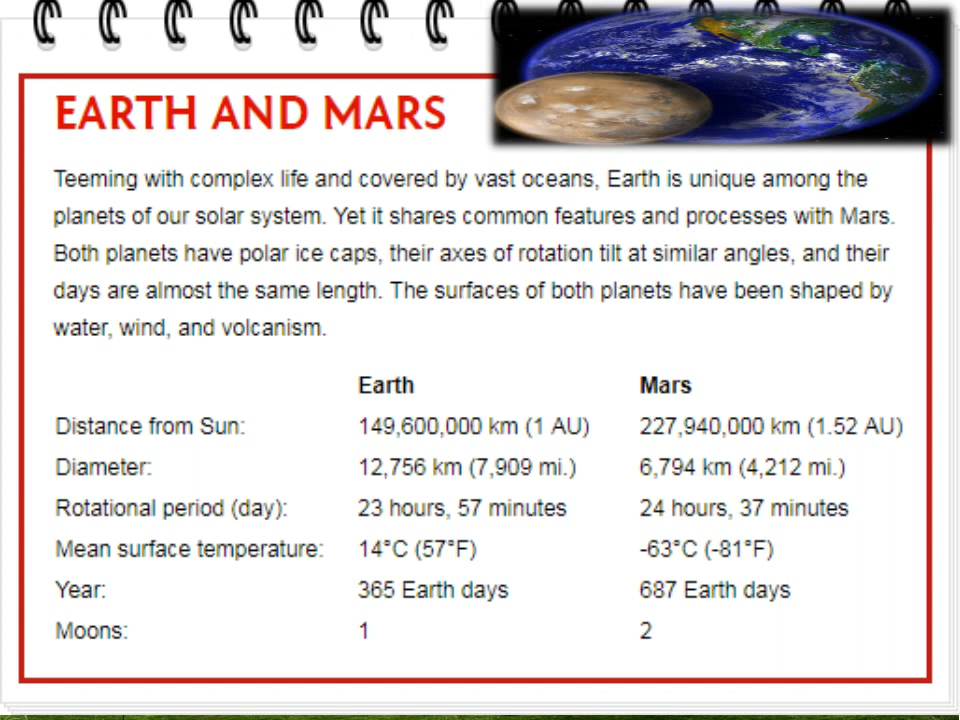 EARTH AND MARS
Teeming with complex life and covered by vast oceans, Earth is unique among the
planets of our solar system. Yet it shares common features and processes with Mars.
Both planets have polar ice caps, their axes of rotation tilt at similar angles, and their
days are almost the same length. The surfaces of both planets have been shaped by
water, wind, and volcanism.
Earth Mars
Distance from Sun: 149,600,000 km (1 AU) 227,940,000 km (1.52 AU)
Diameter: 12,756 km (7,909 mi.) 6,794 km (4,212 mi.)
Rotational period (day): 23 hours, 57 minutes 24 hours, 37 minutes
Mean surface temperature: 14°C (57°F) -63°C (-81°F)
Year: 365 Earth days 687 Earth days
Moons: 1 2